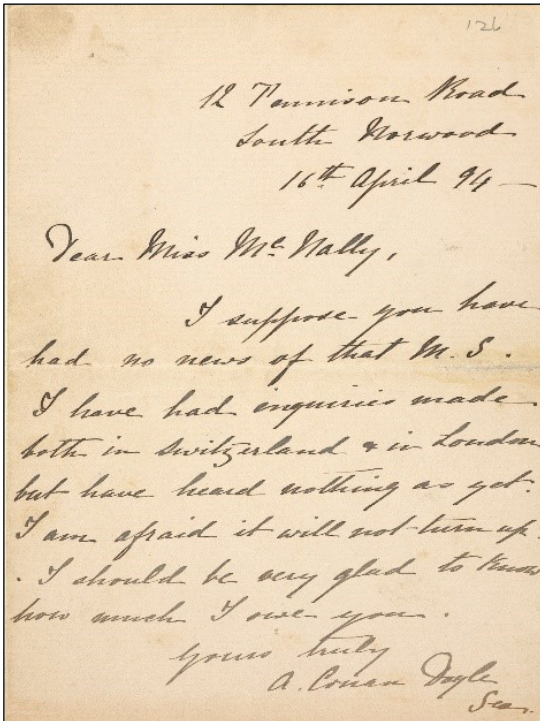 126
12 Tennison Road
South Norwood
16th April 94 —
Dear Miss Mc Nally,
I suppose you have
had no news of that M. S.
I have had enquiries made
both in Switzerland & in London
but have heard nothing as yet.
I am afraid it will not turn up.
. I should be very glad to know
how much I owe you.
Yours truly
A. Conan Doyle